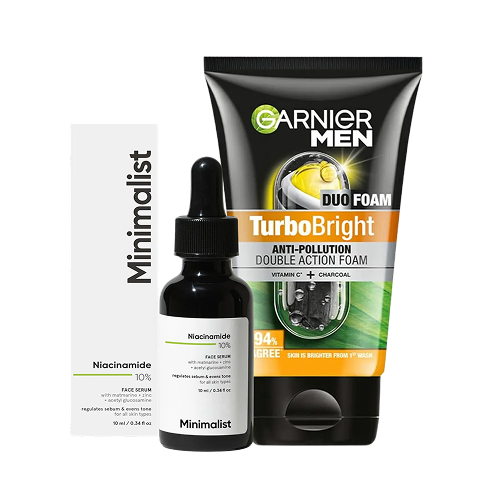 Minimalist
Niacinamide
10%
FACE SERUM
with matmarine + zinc
+ acetyl glucosamine
regulates sebum & evens tone
for all skin types
10 ml / 0.34 fl oz
Niacinamide
10%
FACE SERUM
with matmarine + zinc
+ acetyl glucosamine
regulates sebum & evens tone
for all skin types
10 ml / 0.34 fl oz
Minimalist
GARNIER
MEN
DUO FOAM
TurboBright
ANTI-POLLUTION
DOUBLE ACTION FOAM
VITAMIN C* + CHARCOAL
94%
AGREE
SKIN IS BRIGHTER FROM 1ST WASH